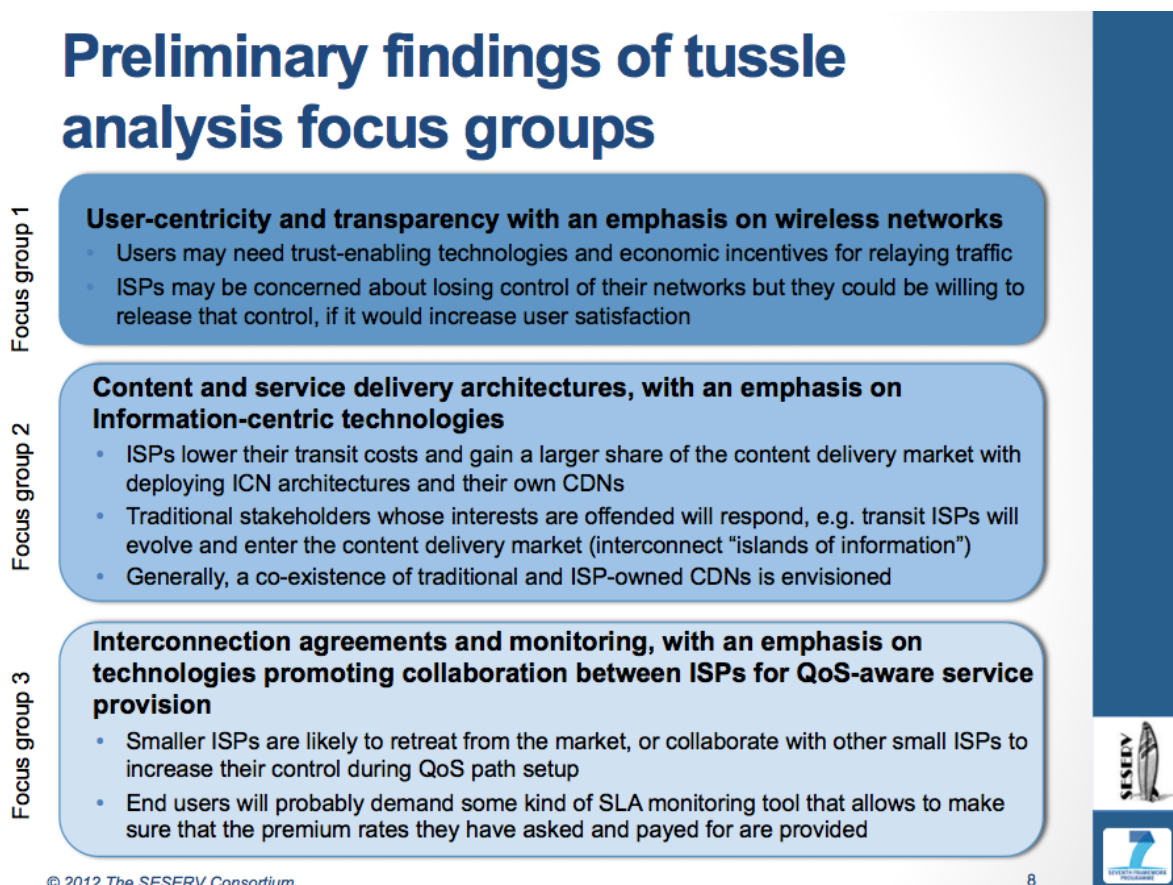 Preliminary findings of tussle
analysis focus groups
Focus group 1
User-centricity and transparency with an emphasis on wireless networks
• Users may need trust-enabling technologies and economic incentives for relaying traffic
• ISPs may be concerned about losing control of their networks but they could be willing to
release that control, if it would increase user satisfaction
Focus group 2
Content and service delivery architectures, with an emphasis on
Information-centric technologies
• ISPs lower their transit costs and gain a larger share of the content delivery market with
deploying ICN architectures and their own CDNs
• Traditional stakeholders whose interests are offended will respond, e.g. transit ISPs will
evolve and enter the content delivery market (interconnect “islands of information”)
• Generally, a co-existence of traditional and ISP-owned CDNs is envisioned
Focus group 3
Interconnection agreements and monitoring, with an emphasis on
technologies promoting collaboration between ISPs for QoS-aware service
provision
• Smaller ISPs are likely to retreat from the market, or collaborate with other small ISPs to
increase their control during QoS path setup
• End users will probably demand some kind of SLA monitoring tool that allows to make
sure that the premium rates they have asked and payed for are provided
SESERV
7
SEVENTH FRAMEWORK
PROGRAMME
© 2012 The SESERV Consortium
8